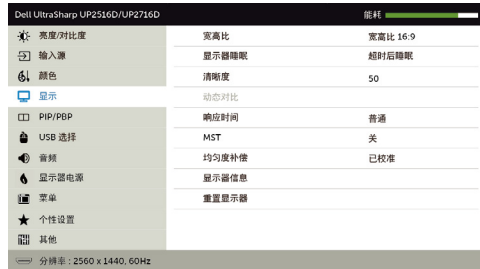 Dell UltraSharp UP2516D/UP2716D 能耗
亮度/对比度 宽高比 宽高比 16:9
输入源 显示器睡眠 超时后睡眠
颜色 清晰度 50
显示 动态对比
PIP/PBP 响应时间 普通
USB 选择 MST 关
音频 均匀度补偿 已校准
显示器电源 显示器信息
菜单 重置显示器
个性设置
其他
分辨率 : 2560 x 1440, 60Hz